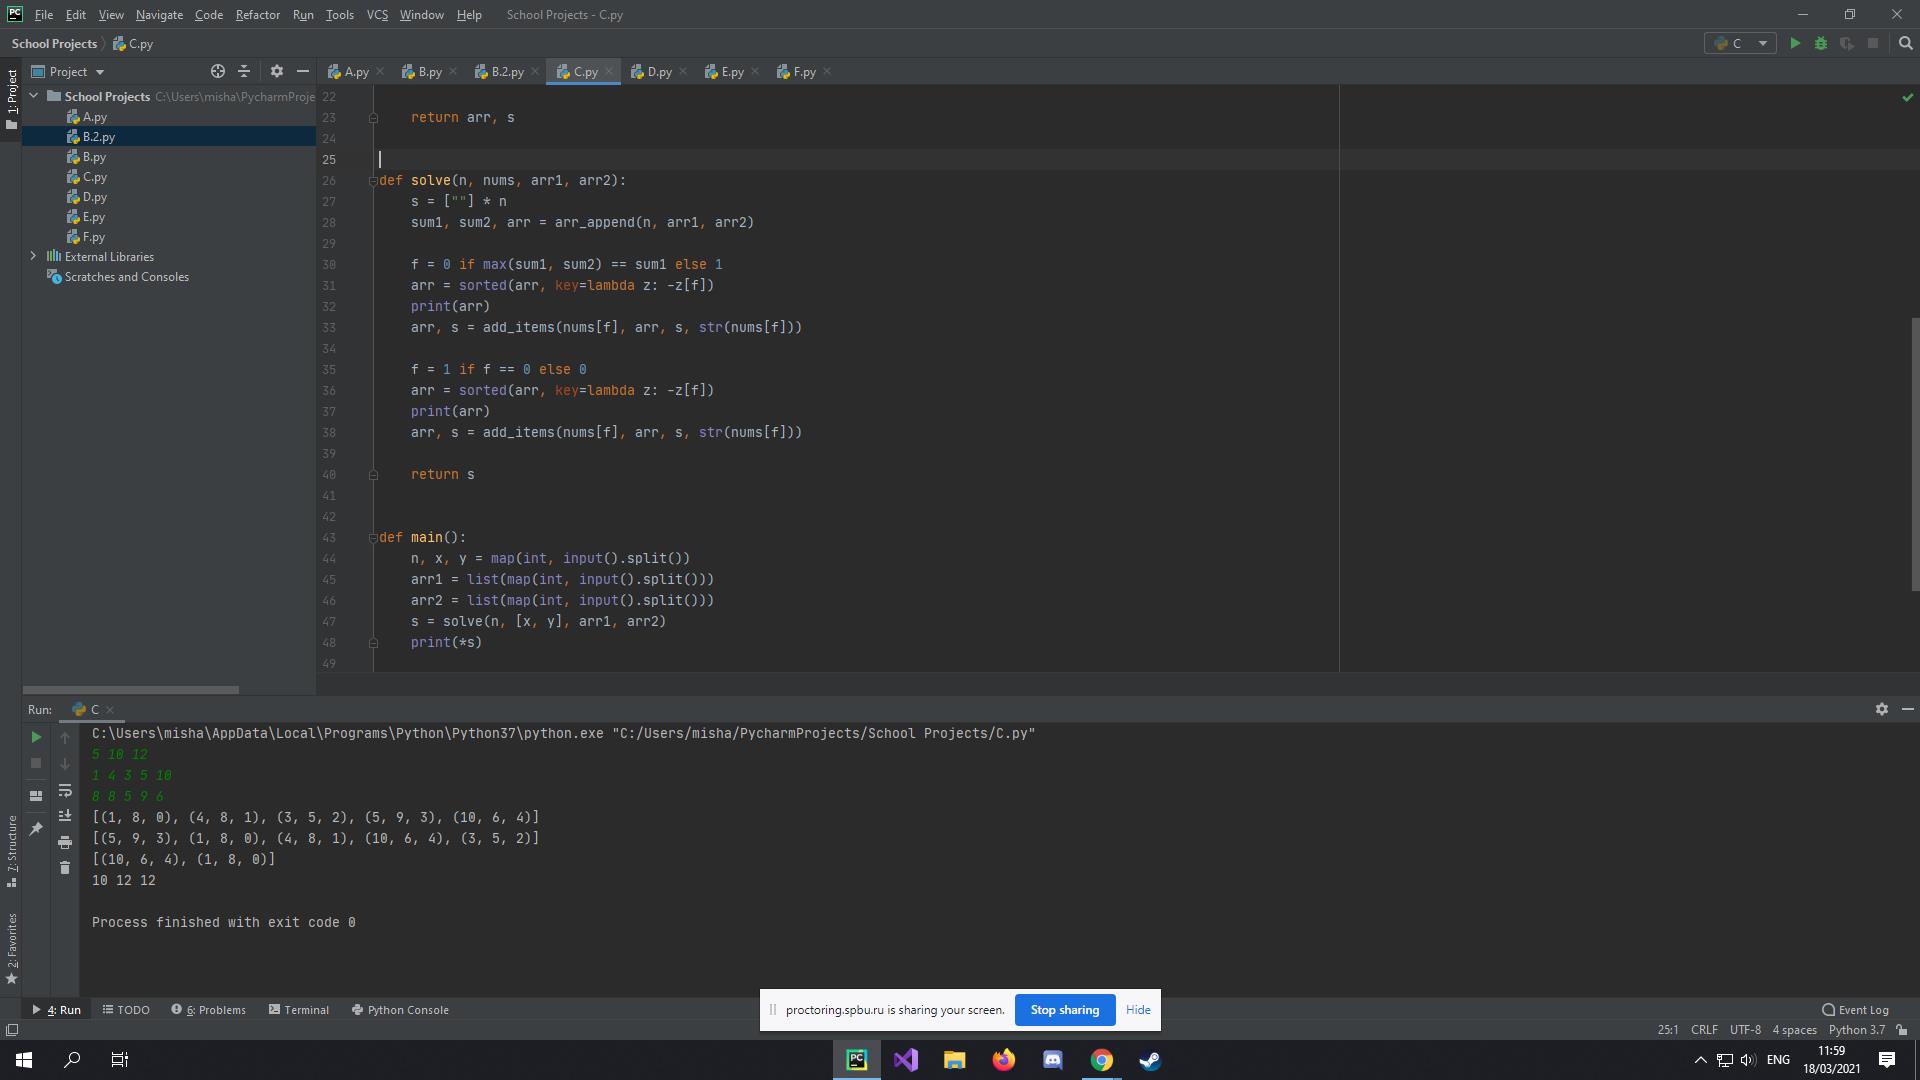 File Edit View Navigate Code Refactor Run Tools VCS Window Help School Projects - C.py
School Projects C.py C
Project A.py B.py B.2.py C.py D.py E.py F.py
1: Project
School Projects C:\Users\misha\PycharmProje
A.py
B.2.py
B.py
C.py
D.py
E.py
F.py
External Libraries
Scratches and Consoles
22
23 return arr, s
24
25
26 def solve(n, nums, arr1, arr2):
27 s = [""] * n
28 sum1, sum2, arr = arr_append(n, arr1, arr2)
29
30 f = 0 if max(sum1, sum2) == sum1 else 1
31 arr = sorted(arr, key=lambda z: -z[f])
32 print(arr)
33 arr, s = add_items(nums[f], arr, s, str(nums[f]))
34
35 f = 1 if f == 0 else 0
36 arr = sorted(arr, key=lambda z: -z[f])
37 print(arr)
38 arr, s = add_items(nums[f], arr, s, str(nums[f]))
39
40 return s
41
42
43 def main():
44 n, x, y = map(int, input().split())
45 arr1 = list(map(int, input().split()))
46 arr2 = list(map(int, input().split()))
47 s = solve(n, [x, y], arr1, arr2)
48 print(*s)
49
Run: C
C:\Users\misha\AppData\Local\Programs\Python\Python37\python.exe "C:/Users/misha/PycharmProjects/School Projects/C.py"
5 10 12
1 4 3 5 10
8 8 5 9 6
[(1, 8, 0), (4, 8, 1), (3, 5, 2), (5, 9, 3), (10, 6, 4)]
[(5, 9, 3), (1, 8, 0), (4, 8, 1), (10, 6, 4), (3, 5, 2)]
[(10, 6, 4), (1, 8, 0)]
10 12 12
Process finished with exit code 0
7: Structure
2: Favorites
proctoring.spbu.ru is sharing your screen. Stop sharing Hide
4: Run TODO 6: Problems Terminal Python Console Event Log
25:1 CRLF UTF-8 4 spaces Python 3.7
PC ENG 11:59
18/03/2021